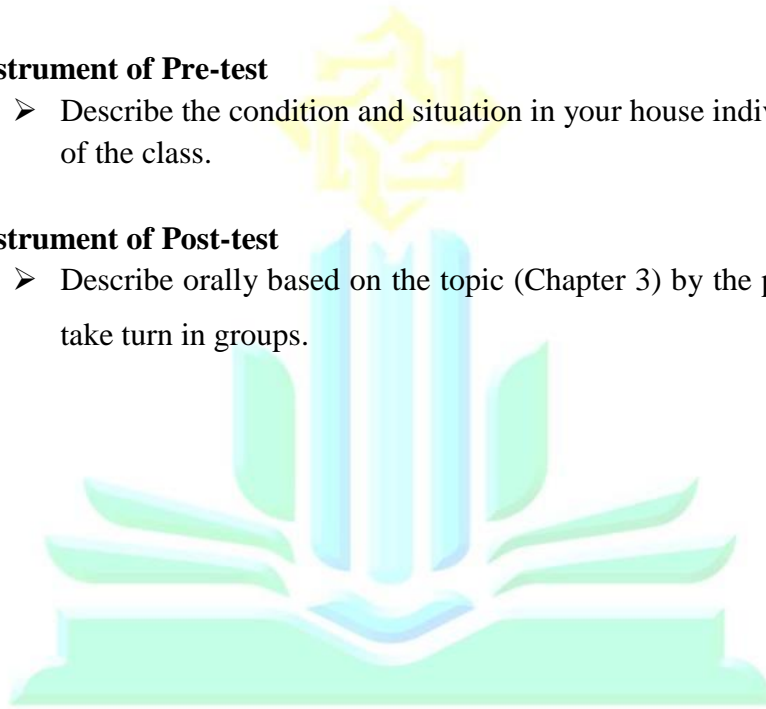 strument of Pre-test
➢ Describe the condition and situation in your house
of the class.
strument of Post-test
➢ Describe orally based on the topic (Chapter 3) by the
take turn in groups.